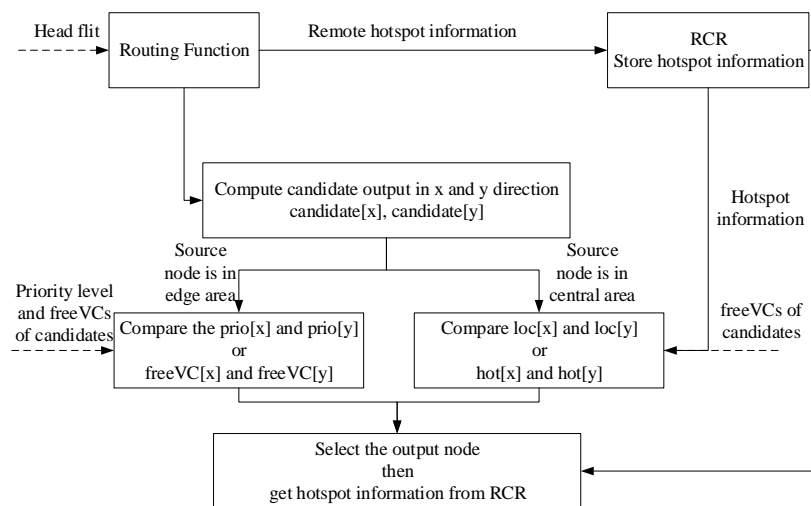 Head flit
Routing Function
Remote hotspot information
RCR
Store hotspot information
Compute candidate output in x and y direction
candidate[x], candidate[y]
Hotspot
information
Source
node is in
edge area
Source
node is in
central area
Priority level
and freeVCs
of candidates
Compare the prio[x] and prio[y]
or
freeVC[x] and freeVC[y]
Compare loc[x] and loc[y]
or
hot[x] and hot[y]
freeVCs of
candidates
Select the output node
then
get hotspot information from RCR